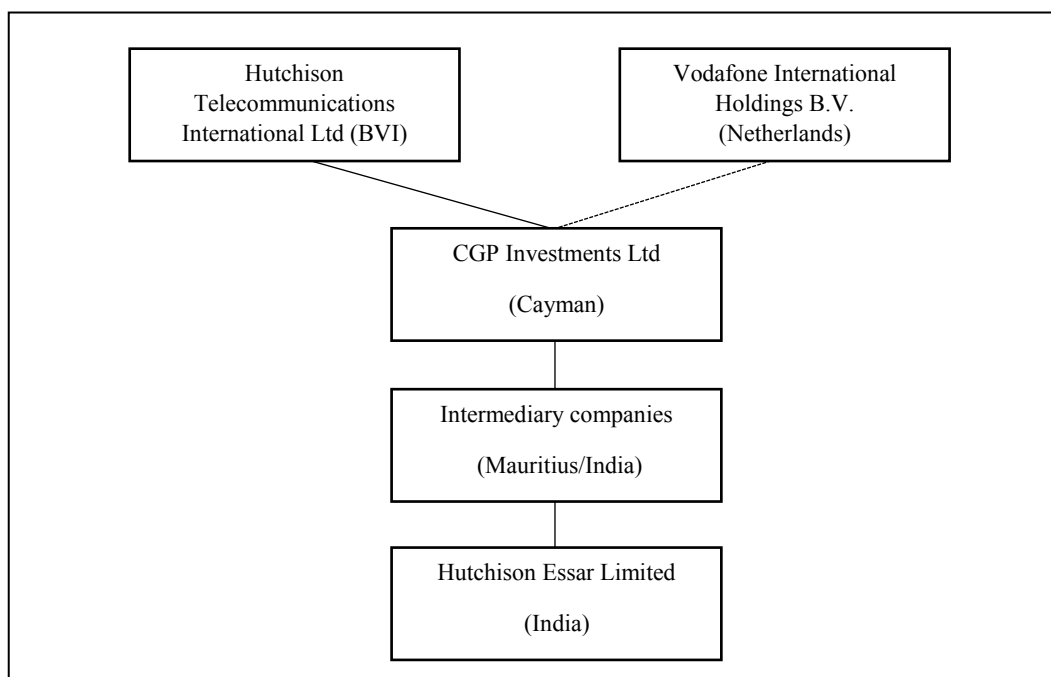 Hutchison
Telecommunications
International Ltd (BVI)
Vodafone International
Holdings B.V.
(Netherlands)
CGP Investments Ltd
(Cayman)
Intermediary companies
(Mauritius/India)
Hutchison Essar Limited
(India)